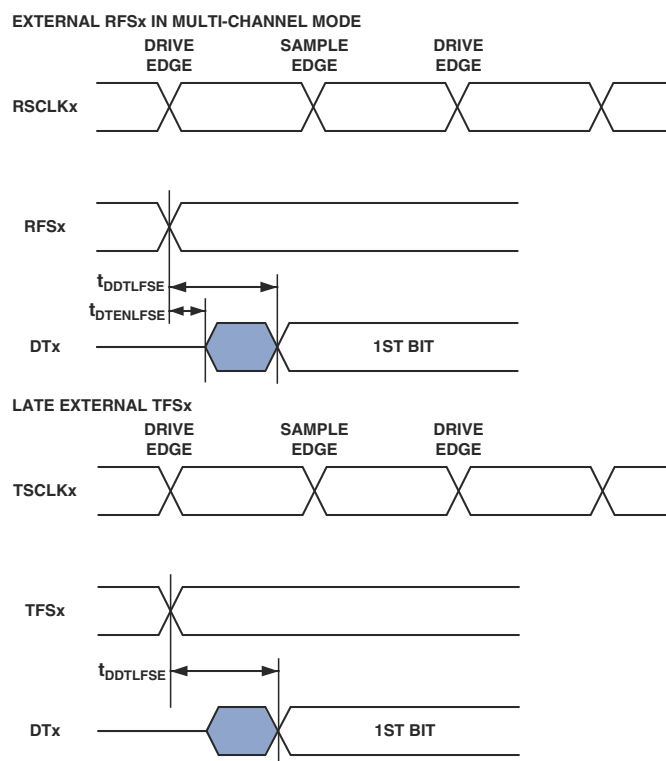 EXTERNAL RFSx IN MULTI-CHANNEL MODE
DRIVE EDGE
SAMPLE EDGE
DRIVE EDGE
RSCLKx
RFSx
tDDTLFSE
tDTENLFSE
DTx
1ST BIT
LATE EXTERNAL TFSx
DRIVE EDGE
SAMPLE EDGE
DRIVE EDGE
TSCLKx
TFSx
tDDTLFSE
DTx
1ST BIT